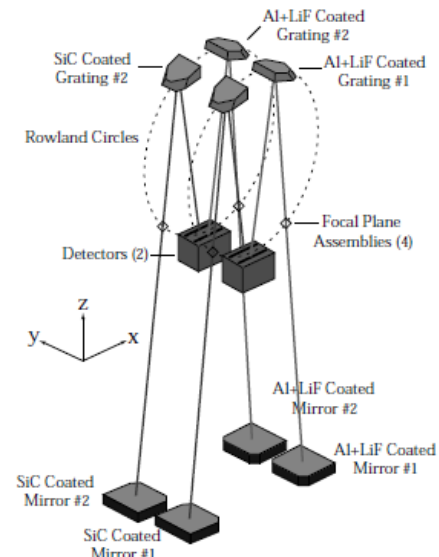 Al+LiF Coated
Grating #2
SiC Coated
Grating #2
Al+LiF Coated
Grating #1
Rowland Circles
Focal Plane
Assemblies (4)
Detectors (2)
z
y
x
Al+LiF Coated
Mirror #2
Al+LiF Coated
Mirror #1
SiC Coated
Mirror #2
SiC Coated
Mirror #1